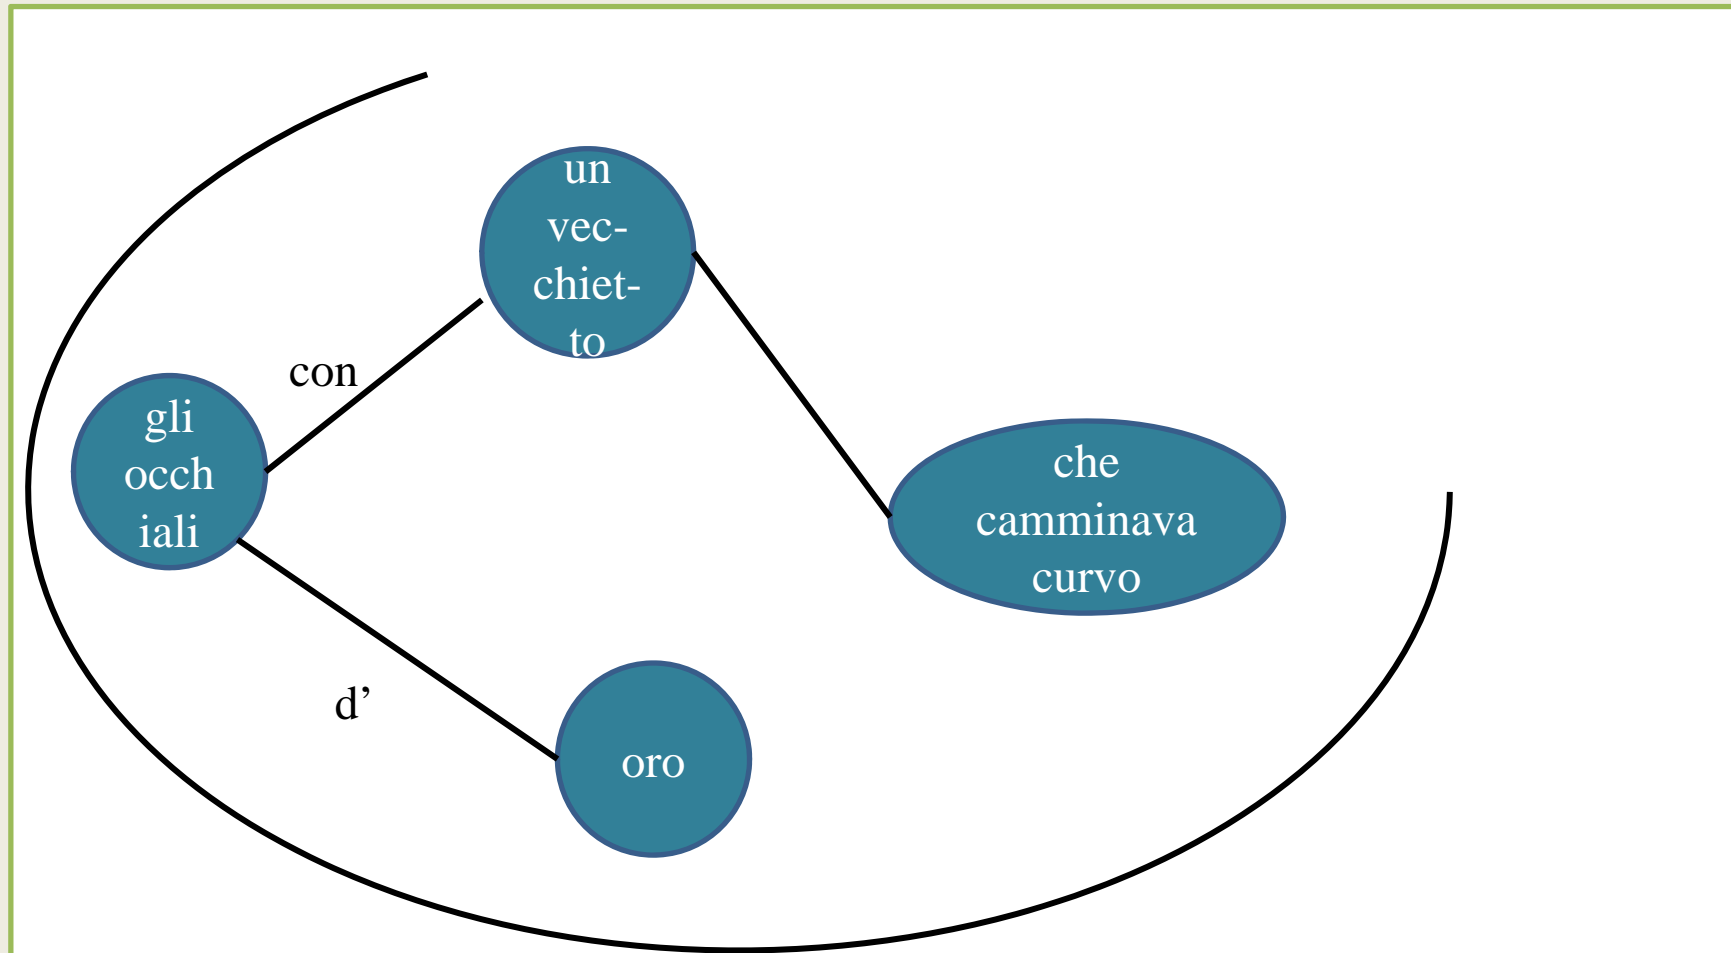 un
vec-
chiet-
to
con
gli
occh
iali
che
camminava
curvo
d’
oro